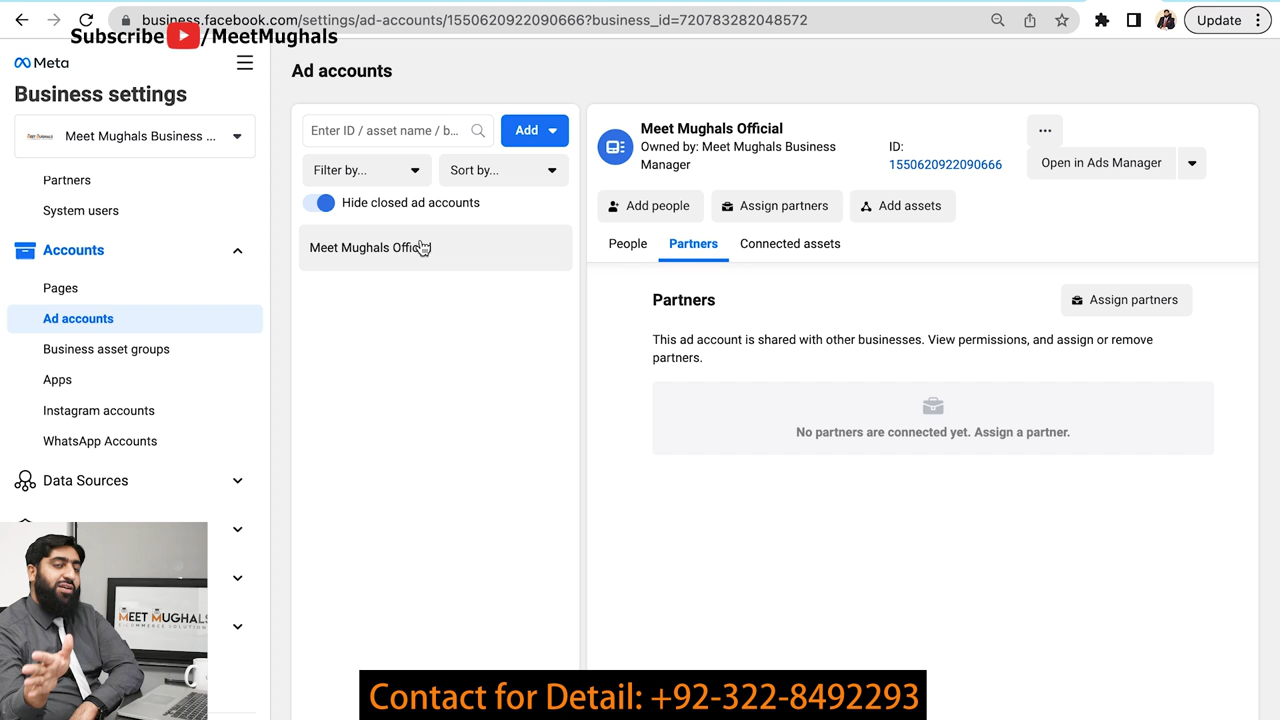 business.facebook.com/settings/ad-accounts/1550620922090666?business_id=720783282048572
Update
Subscribe /MeetMughals
Meta
Business settings
MEET MUGHALS
Meet Mughals Business ...
Partners
System users
Accounts
Pages
Ad accounts
Business asset groups
Apps
Instagram accounts
WhatsApp Accounts
Data Sources
Ad accounts
Enter ID / asset name / b...
Add
Filter by...
Sort by...
Hide closed ad accounts
Meet Mughals Official
Meet Mughals Official
Owned by: Meet Mughals Business
Manager
ID:
1550620922090666
...
Open in Ads Manager
Add people
Assign partners
Add assets
People
Partners
Connected assets
Partners
Assign partners
This ad account is shared with other businesses. View permissions, and assign or remove
partners.
No partners are connected yet. Assign a partner.
MEET MUGHALS
Contact for Detail: +92-322-8492293